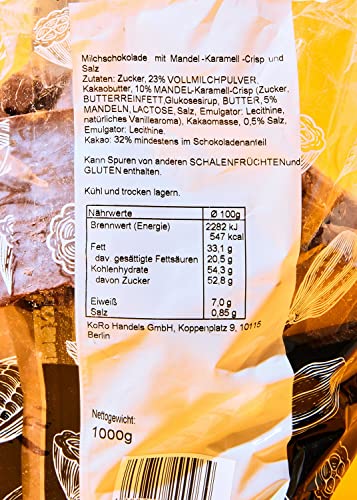 Milchschokolade mit Mandel-Karamell-Crisp und
Salz
Zutaten: Zucker, 23% VOLLMILCHPULVER,
Kakaobutter, 10% MANDEL-Karamell-Crisp (Zucker,
BUTTERREINFETT,Glukosesirup, BUTTER, 5%
MANDELN, LACTOSE, Salz, Emulgator: Lecithine,
natürliches Vanillearoma), Kakaomasse, 0,5% Salz,
Emulgator: Lecithine.
Kakao: 32% mindestens im Schokoladenanteil
Kann Spuren von anderen SCHALENFRÜCHTEN und
GLUTEN enthalten.
Kühl und trocken lagern.
Nährwerte Ø 100g
Brennwert (Energie) 2282 kJ
547 kcal
Fett 33,1 g
dav. gesättigte Fettsäuren 20,5 g
Kohlenhydrate 54,3 g
davon Zucker 52,8 g
Eiweiß 7,0 g
Salz 0,85 g
KoRo Handels GmbH, Koppenplatz 9, 10115
Berlin
Nettogewicht:
1000g